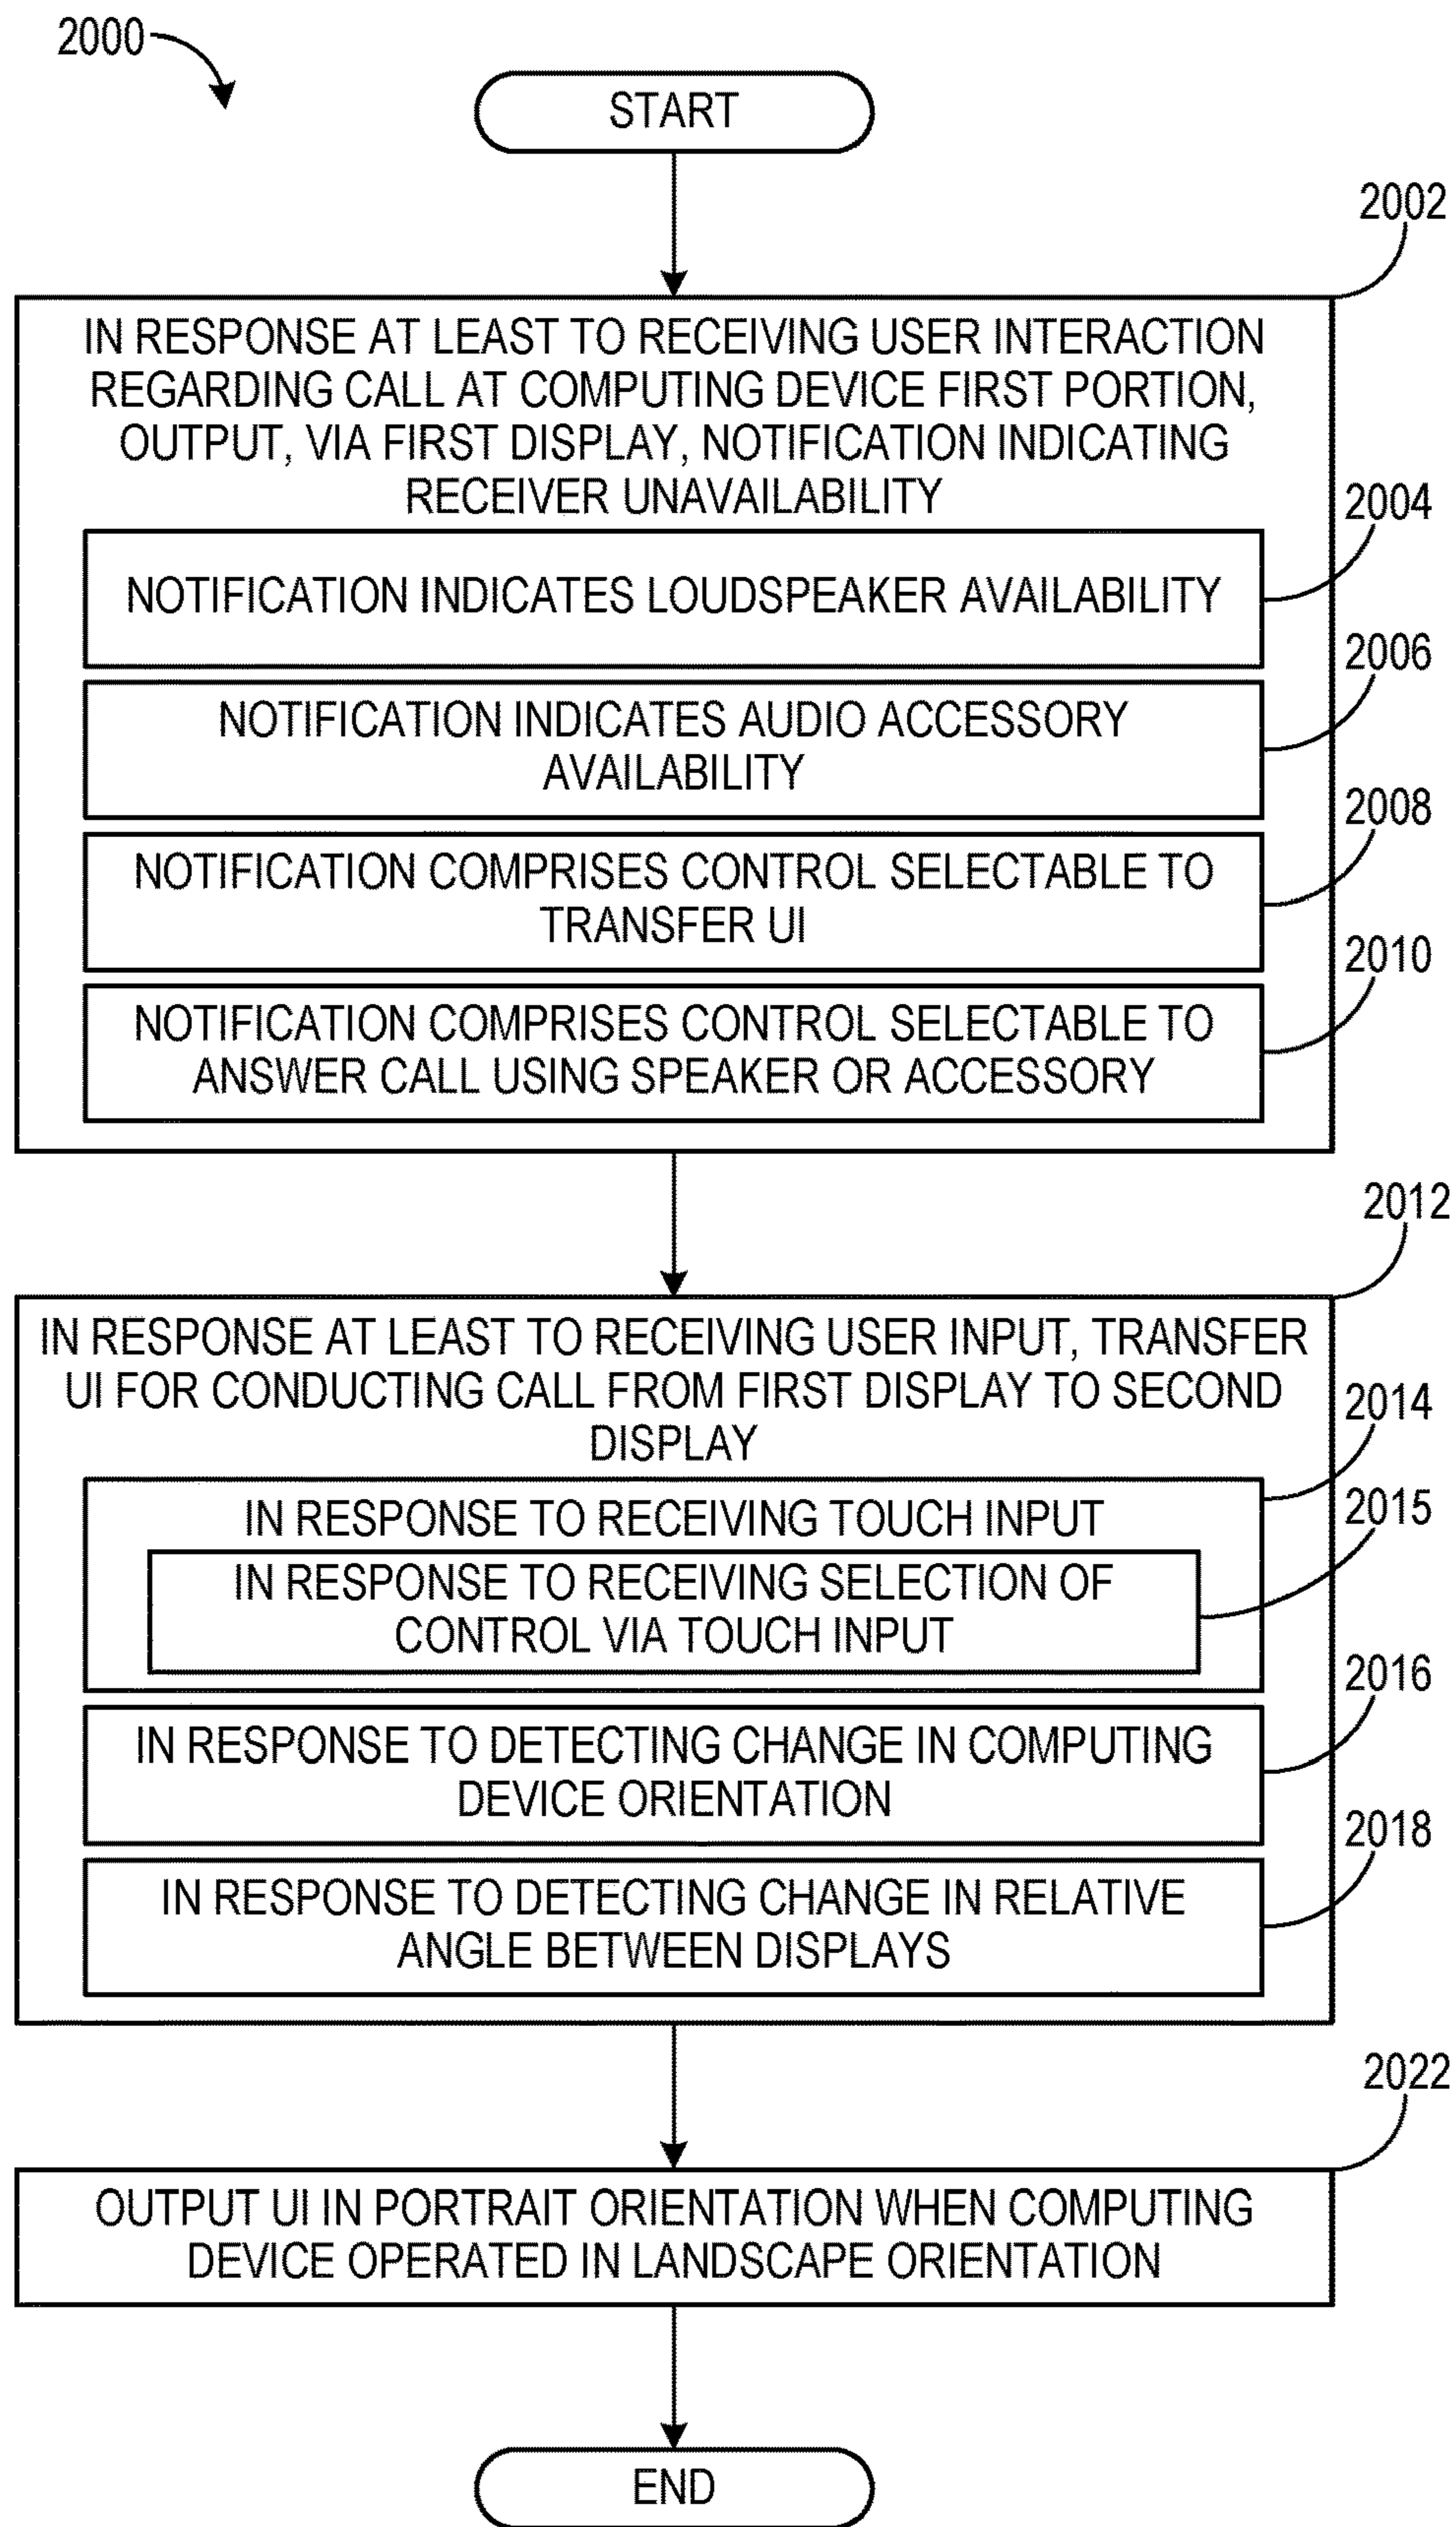 2000
START
2002
IN RESPONSE AT LEAST TO RECEIVING USER INTERACTION
REGARDING CALL AT COMPUTING DEVICE FIRST PORTION,
OUTPUT, VIA FIRST DISPLAY, NOTIFICATION INDICATING
RECEIVER UNAVAILABILITY
2004
NOTIFICATION INDICATES LOUDSPEAKER AVAILABILITY
2006
NOTIFICATION INDICATES AUDIO ACCESSORY
AVAILABILITY
2008
NOTIFICATION COMPRISES CONTROL SELECTABLE TO
TRANSFER UI
2010
NOTIFICATION COMPRISES CONTROL SELECTABLE TO
ANSWER CALL USING SPEAKER OR ACCESSORY
2012
IN RESPONSE AT LEAST TO RECEIVING USER INPUT, TRANSFER
UI FOR CONDUCTING CALL FROM FIRST DISPLAY TO SECOND
DISPLAY
2014
IN RESPONSE TO RECEIVING TOUCH INPUT
2015
IN RESPONSE TO RECEIVING SELECTION OF
CONTROL VIA TOUCH INPUT
2016
IN RESPONSE TO DETECTING CHANGE IN COMPUTING
DEVICE ORIENTATION
2018
IN RESPONSE TO DETECTING CHANGE IN RELATIVE
ANGLE BETWEEN DISPLAYS
2022
OUTPUT UI IN PORTRAIT ORIENTATION WHEN COMPUTING
DEVICE OPERATED IN LANDSCAPE ORIENTATION
END